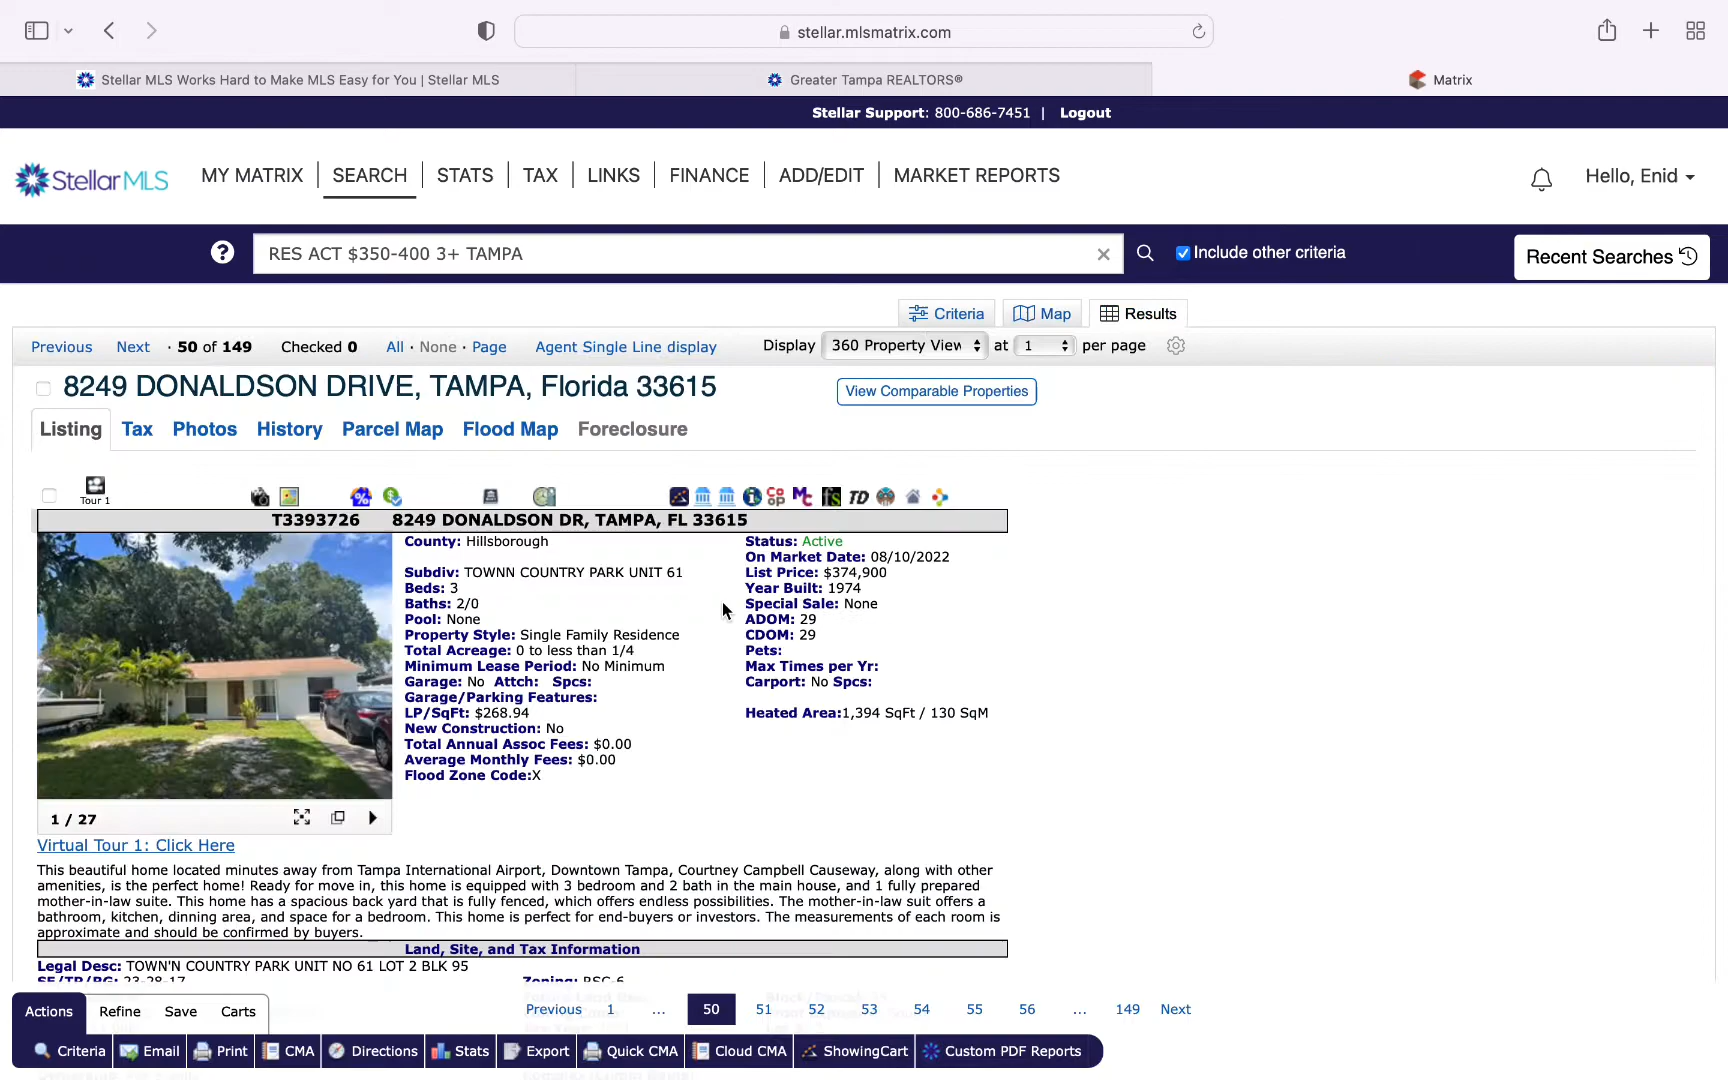 stellar.mlsmatrix.com
Stellar MLS Works Hard to Make MLS Easy for You | Stellar MLS
Greater Tampa REALTORS®
Matrix
Stellar Support: 800-686-7451 | Logout
StellarMLS
MY MATRIX | SEARCH | STATS | TAX | LINKS | FINANCE | ADD/EDIT | MARKET REPORTS
Hello, Enid
? RES ACT $350-400 3+ TAMPA
Include other criteria
Recent Searches
Criteria Map Results
Previous Next · 50 of 149 Checked 0 All · None · Page Agent Single Line display Display 360 Property View at 1 per page
8249 DONALDSON DRIVE, TAMPA, Florida 33615
View Comparable Properties
Listing Tax Photos History Parcel Map Flood Map Foreclosure
Tour 1
T3393726 8249 DONALDSON DR, TAMPA, FL 33615
County: Hillsborough
Subdiv: TOWNN COUNTRY PARK UNIT 61
Beds: 3
Baths: 2/0
Pool: None
Property Style: Single Family Residence
Total Acreage: 0 to less than 1/4
Minimum Lease Period: No Minimum
Garage: No Attch: Spcs:
Garage/Parking Features:
LP/SqFt: $268.94
New Construction: No
Total Annual Assoc Fees: $0.00
Average Monthly Fees: $0.00
Flood Zone Code:X
Status: Active
On Market Date: 08/10/2022
List Price: $374,900
Year Built: 1974
Special Sale: None
ADOM: 29
CDOM: 29
Pets:
Max Times per Yr:
Carport: No Spcs:
Heated Area:1,394 SqFt / 130 SqM
1 / 27
Virtual Tour 1: Click Here
This beautiful home located minutes away from Tampa International Airport, Downtown Tampa, Courtney Campbell Causeway, along with other
amenities, is the perfect home! Ready for move in, this home is equipped with 3 bedroom and 2 bath in the main house, and 1 fully prepared
mother-in-law suite. This home has a spacious back yard that is fully fenced, which offers endless possibilities. The mother-in-law suit offers a
bathroom, kitchen, dinning area, and space for a bedroom. This home is perfect for end-buyers or investors. The measurements of each room is
approximate and should be confirmed by buyers.
Land, Site, and Tax Information
Legal Desc: TOWN'N COUNTRY PARK UNIT NO 61 LOT 2 BLK 95
SE/TP/RG: 23-28-17 Zoning: RSC-6
Actions Refine Save Carts
Previous 1 ... 50 51 52 53 54 55 56 ... 149 Next
Criteria Email Print CMA Directions Stats Export Quick CMA Cloud CMA ShowingCart Custom PDF Reports